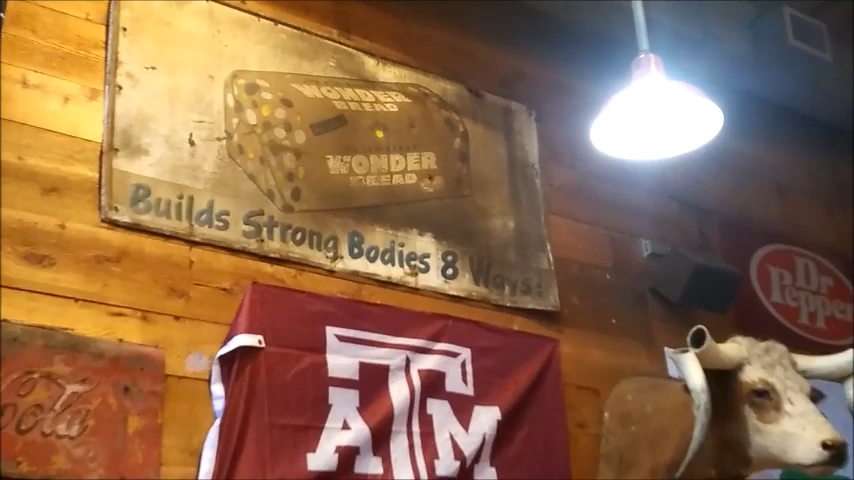 WONDER
BREAD
WONDER
BREAD
Builds Strong Bodies 8 Ways!
Dr
Pepper
Cola
ATM